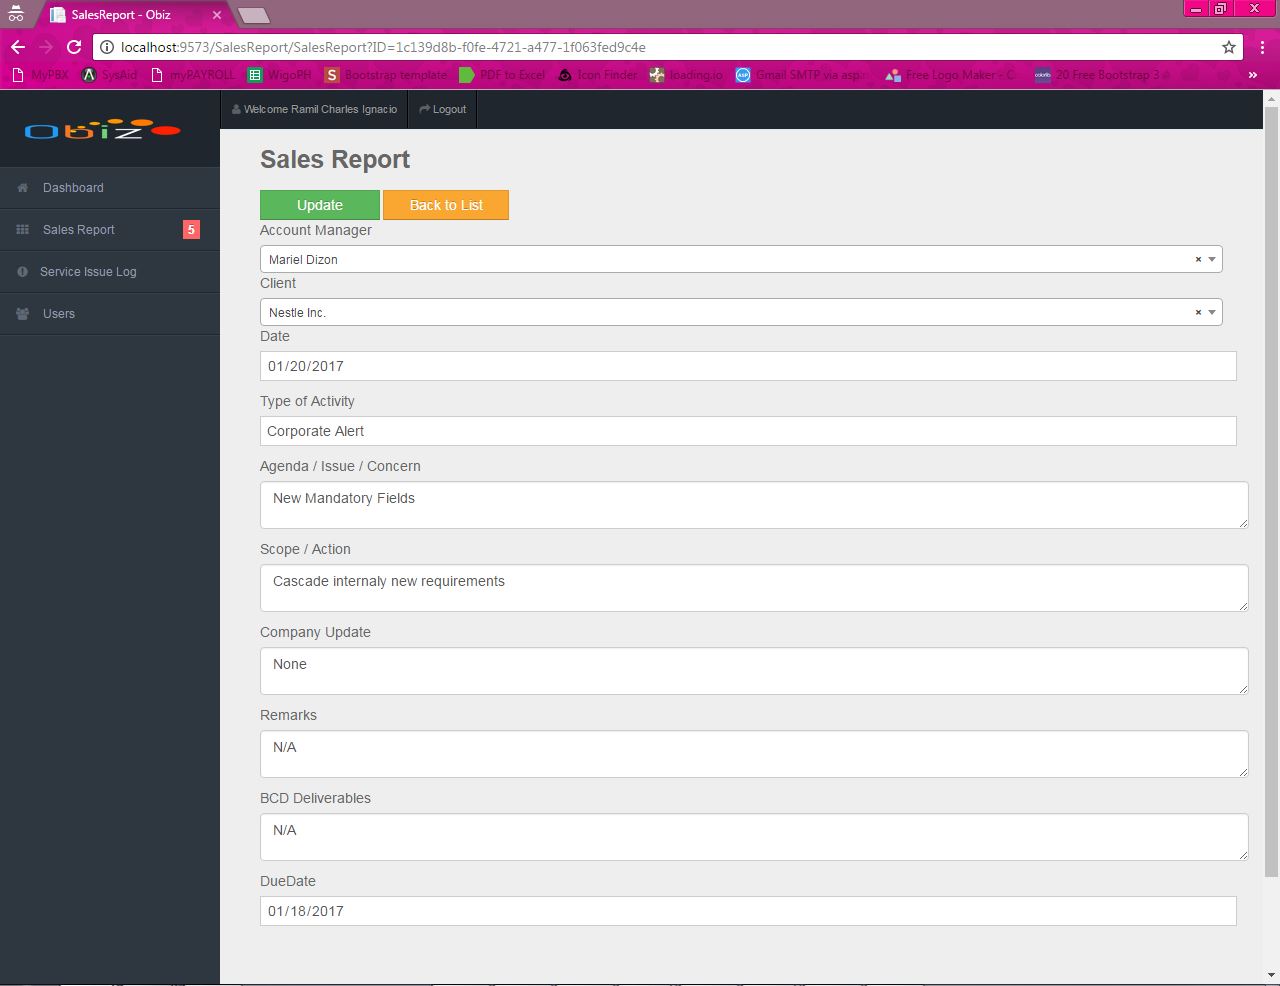 SalesReport - Obiz
localhost:9573/SalesReport/SalesReport?ID=1c139d8b-f0fe-4721-a477-1f063fed9c4e
MyPBX SysAid myPAYROLL WigoPH Bootstrap template PDF to Excel Icon Finder loading.io Gmail SMTP via asp. Free Logo Maker - C 20 Free Bootstrap 3 »
Obiz
Welcome Ramil Charles Ignacio Logout
Dashboard
Sales Report 5
Service Issue Log
Users
Sales Report
Update Back to List
Account Manager
Mariel Dizon ×
Client
Nestle Inc. ×
Date
01/20/2017
Type of Activity
Corporate Alert
Agenda / Issue / Concern
New Mandatory Fields
Scope / Action
Cascade internaly new requirements
Company Update
None
Remarks
N/A
BCD Deliverables
N/A
DueDate
01/18/2017